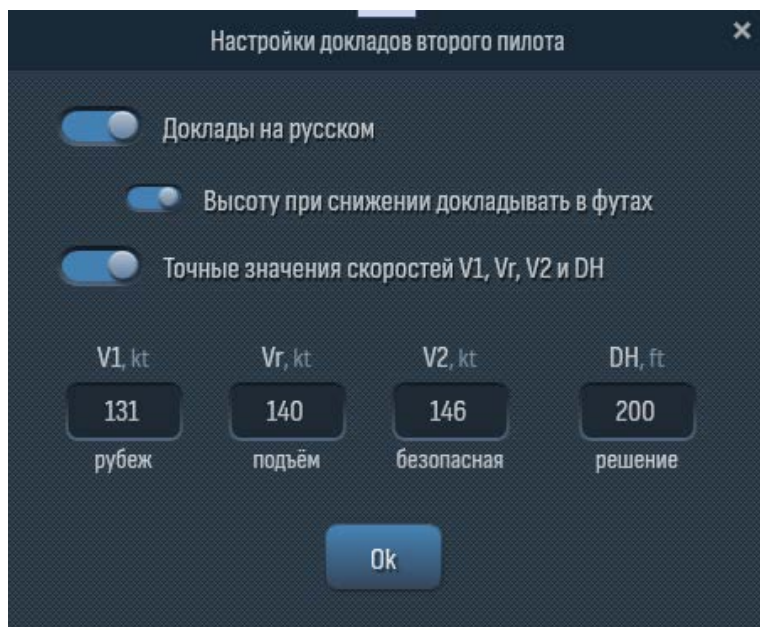 Настройки докладов второго пилота
Доклады на русском
Высоту при снижении докладывать в футах
Точные значения скоростей V1, Vr, V2 и DH
V1, kt Vr, kt V2, kt DH, ft
131 140 146 200
рубеж подъём безопасная решение
Ok